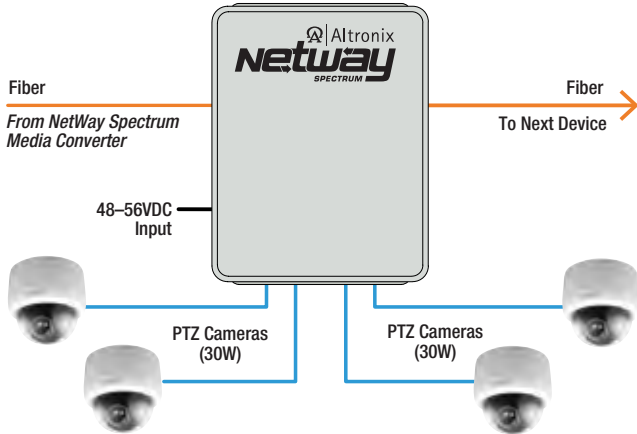 Altronix
Netway
SPECTRUM
Fiber
From NetWay Spectrum
Media Converter
Fiber
To Next Device
48–56VDC
Input
PTZ Cameras
(30W)
PTZ Cameras
(30W)